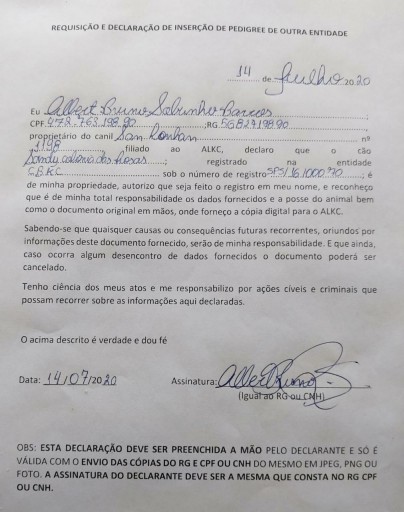 REQUISIÇÃO E DECLARAÇÃO DE INSERÇÃO DE PEDIGREE DE OUTRA ENTIDADE
14 de Julho 2020
Eu Albert Bruno Sobrinho Barcos
CPF 478.763.198.90 ;RG 56827198.90
proprietário do canil San Ronhan nº
1198 filiado ao ALKC, declaro que o cão
Sandy caleria das Rosas ; registrado na entidade
CBKC sob o número de registro SPS/16/00070 ; é
de minha propriedade, autorizo que seja feito o registro em meu nome, e reconheço
que é de minha total responsabilidade os dados fornecidos e a posse do animal bem
como o documento original em mãos, onde forneço a cópia digital para o ALKC.
Sabendo-se que quaisquer causas ou consequências futuras recorrentes, oriundos por
informações deste documento fornecido, serão de minha responsabilidade. E que ainda,
caso ocorra algum desencontro de dados fornecidos o documento poderá ser
cancelado.
Tenho ciência dos meus atos e me responsabilizo por ações cíveis e criminais que
possam recorrer sobre as informações aqui declaradas.
O acima descrito é verdade e dou fé
Data: 14/07/2020 Assinatura: Albert Bruno
(Igual ao RG ou CNH)
OBS: ESTA DECLARAÇÃO DEVE SER PREENCHIDA A MÃO PELO DECLARANTE E SÓ É
VÁLIDA COM O ENVIO DAS CÓPIAS DO RG E CPF OU CNH DO MESMO EM JPEG, PNG OU
FOTO. A ASSINATURA DO DECLARANTE DEVE SER A MESMA QUE CONSTA NO RG CPF
OU CNH.